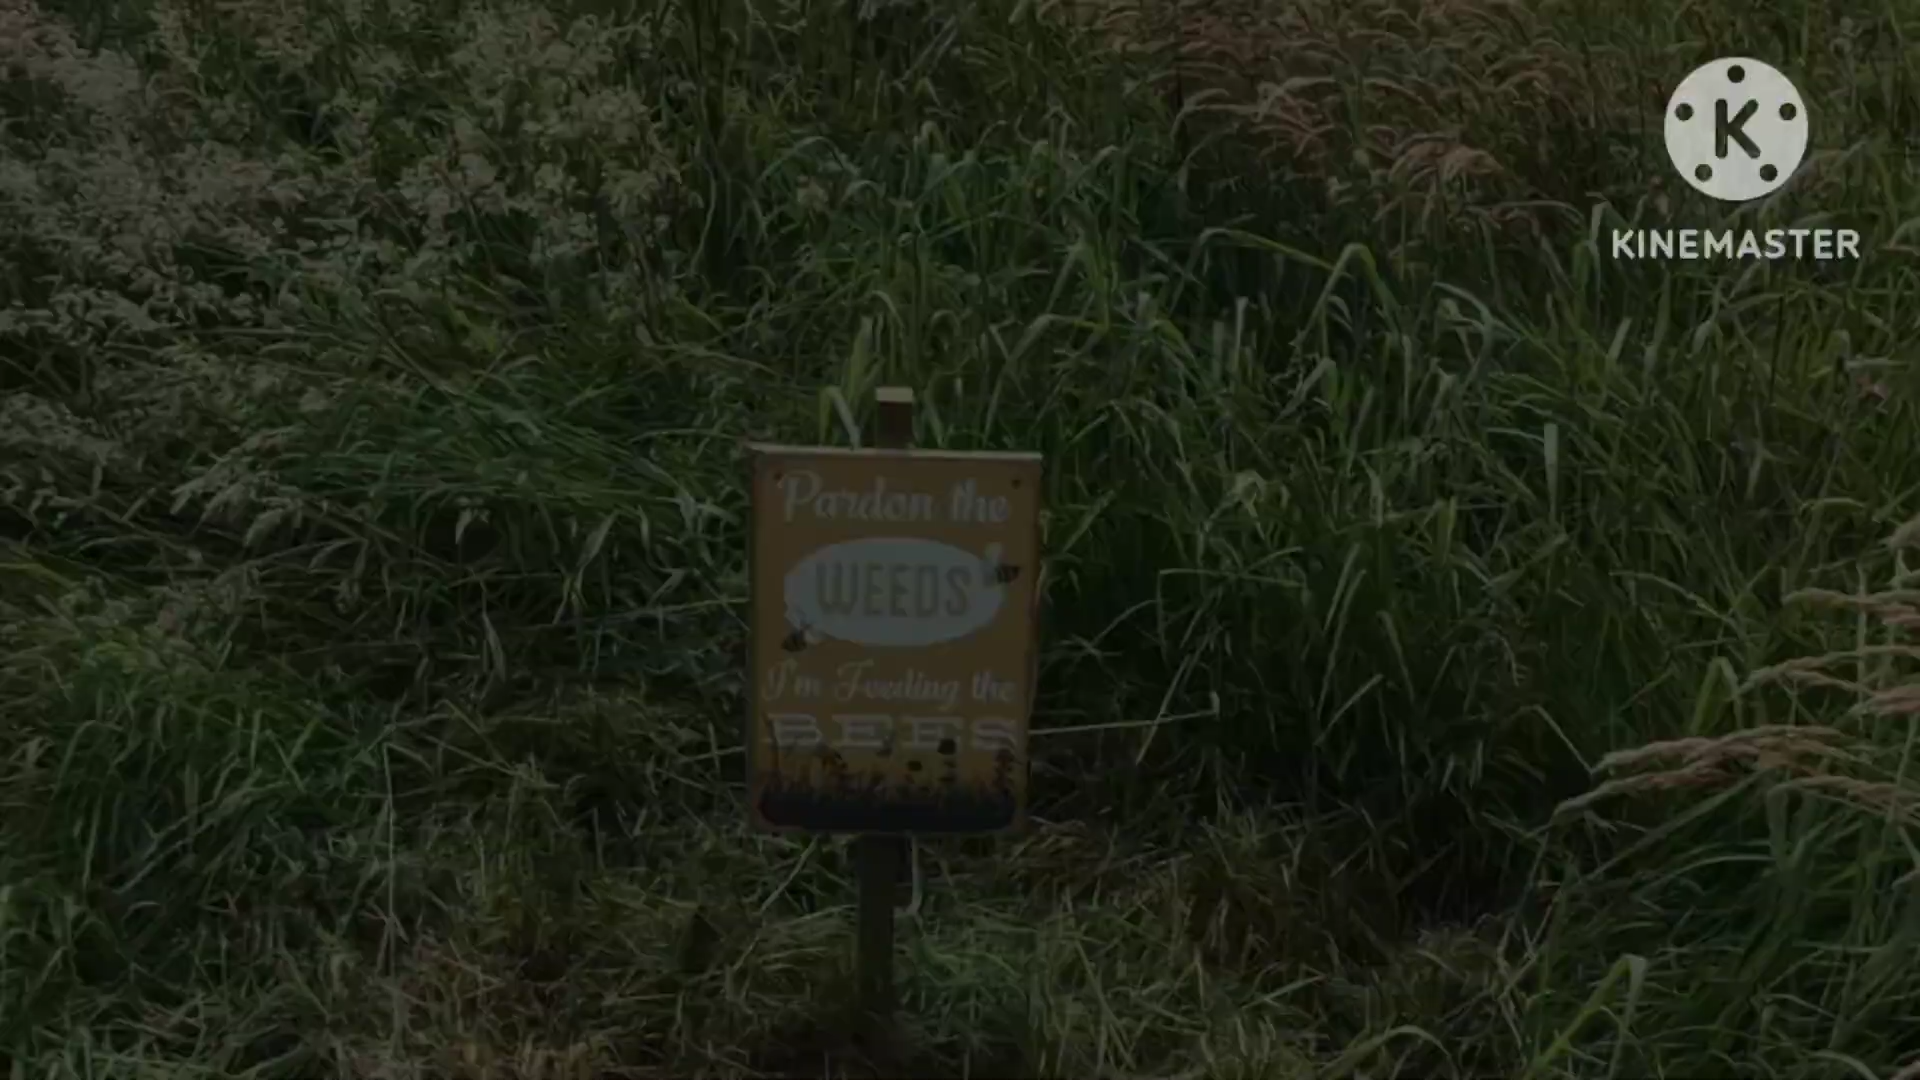 K
KINEMASTER
Pardon the
WEEDS
I'm Feeding the
BEES